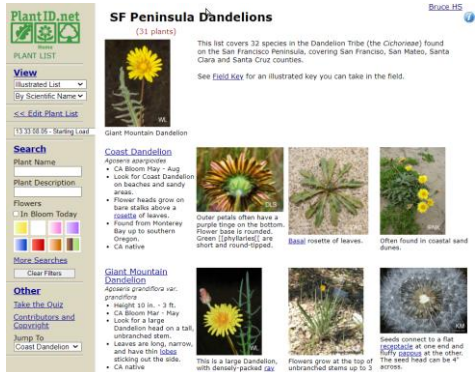 PlantID.net
Home
PLANT LIST
View
Illustrated List
By Scientific Name
<< Edit Plant List
13 33 08.05 - Starting Load
Search
Plant Name
Plant Description
Flowers
In Bloom Today
More Searches
Clear Filters
Other
Take the Quiz
Contributors and
Copyright
Jump To
Coast Dandelion
Bruce HS
SF Peninsula Dandelions
(31 plants)
This list covers 32 species in the Dandelion Tribe (the Cichorieae) found
on the San Francisco Peninsula, covering San Franciso, San Mateo, Santa
Clara and Santa Cruz counties.
See Field Key for an illustrated key you can take in the field.
WL
Giant Mountain Dandelion
Coast Dandelion
Agoseris apargioides
• CA Bloom May - Aug
• Look for Coast Dandelion
on beaches and sandy
areas.
• Flower heads grow on
bare stalks above a
rosette of leaves.
• Found from Monterey
Bay up to southern
Oregon.
• CA native
DLS
Outer petals often have a
purple tinge on the bottom.
Flower base is rounded.
Green [[phyllaries]] are
short and round-tipped.
Basal rosette of leaves.
Often found in coastal sand
dunes.
Giant Mountain
Dandelion
Agoseris grandiflora var.
grandiflora
• Height 10 in. - 3 ft.
• CA Bloom Mar - May
• Look for a large
Dandelion head on a tall,
unbranched stem.
• Leaves are long, narrow,
and have thin lobes
sticking out the side.
• CA native
WL
This is a large Dandelion,
with densely-packed ray
Flowers grow at the top of
unbranched stems up to 3
KM
Seeds connect to a flat
receptacle at one end and
fluffy pappus at the other.
The seed head can be 4"
across.